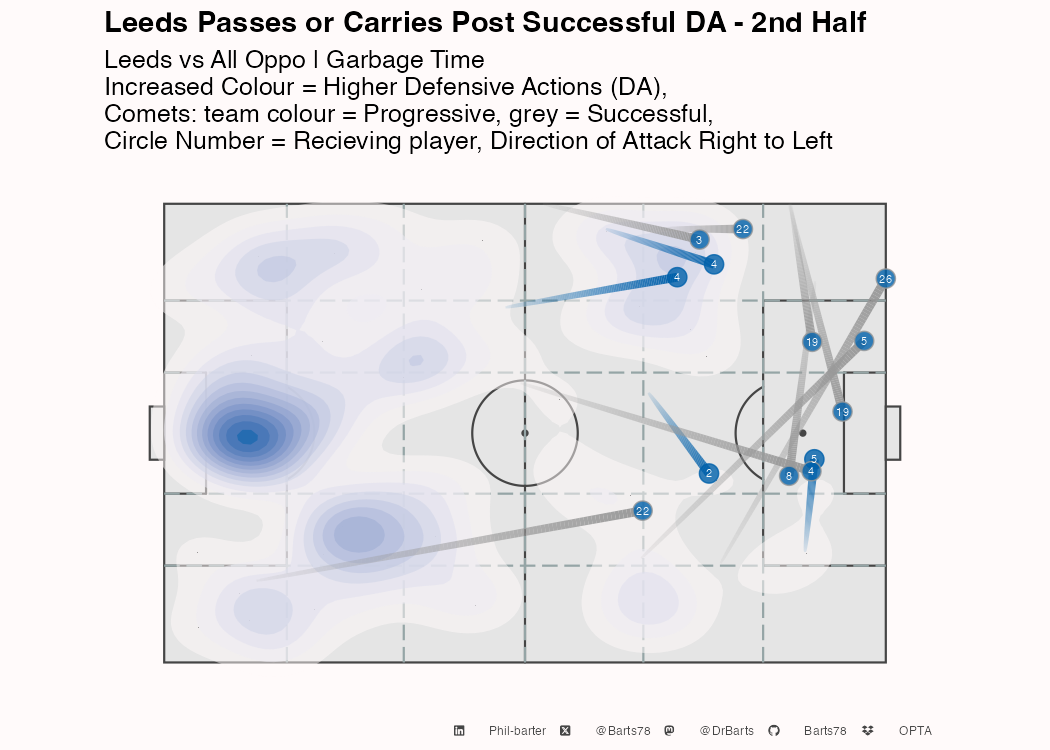 Leeds Passes or Carries Post Successful DA - 2nd Half
Leeds vs All Oppo | Garbage Time
Increased Colour = Higher Defensive Actions (DA),
Comets: team colour = Progressive, grey = Successful,
Circle Number = Recieving player, Direction of Attack Right to Left
22
3
4
4
26
19
5
19
5
4
8
2
22
Phil-barter @Barts78 @DrBarts Barts78 OPTA